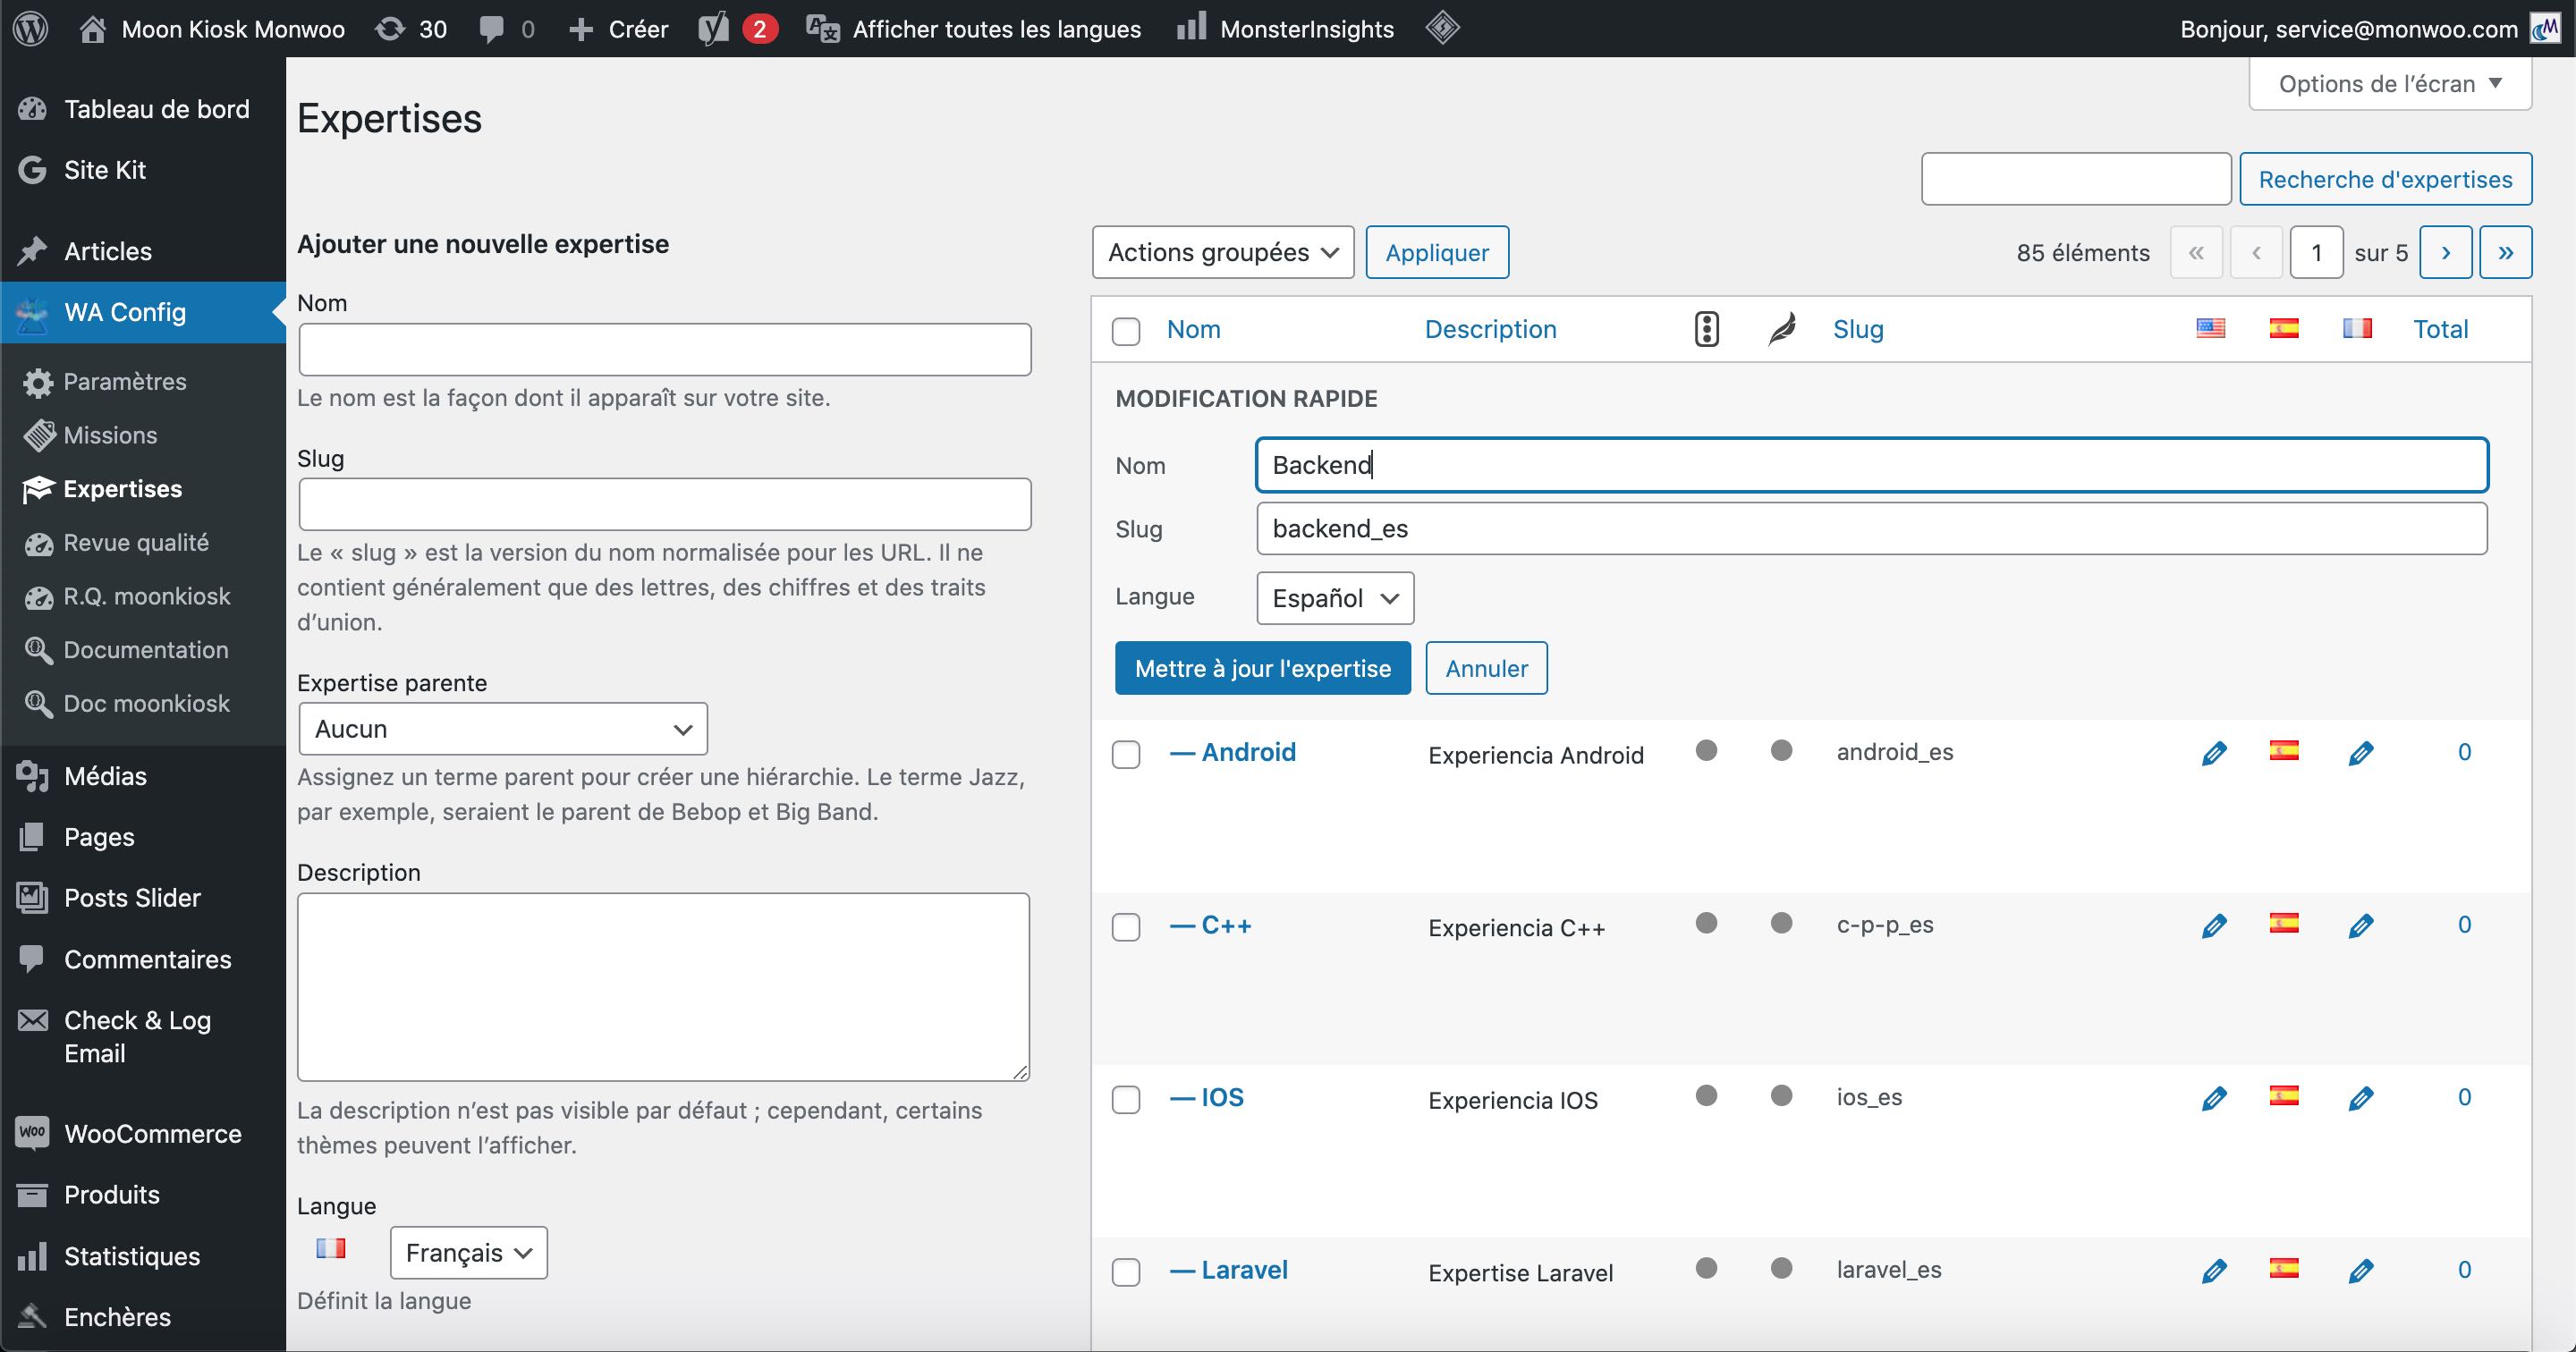 Moon Kiosk Monwoo 30 0 Créer 2 Afficher toutes les langues MonsterInsights Bonjour, service@monwoo.com
Tableau de bord
Site Kit
Articles
WA Config
Paramètres
Missions
Expertises
Revue qualité
R.Q. moonkiosk
Documentation
Doc moonkiosk
Médias
Pages
Posts Slider
Commentaires
Check & Log
Email
WooCommerce
Produits
Statistiques
Enchères
Options de l’écran
Expertises
Recherche d'expertises
Ajouter une nouvelle expertise
Nom
Le nom est la façon dont il apparaît sur votre site.
Slug
Le « slug » est la version du nom normalisée pour les URL. Il ne
contient généralement que des lettres, des chiffres et des traits
d’union.
Expertise parente
Aucun
Assignez un terme parent pour créer une hiérarchie. Le terme Jazz,
par exemple, seraient le parent de Bebop et Big Band.
Description
La description n’est pas visible par défaut ; cependant, certains
thèmes peuvent l’afficher.
Langue
Français
Définit la langue
Actions groupées Appliquer 85 éléments « ‹ 1 sur 5 › »
Nom Description Slug Total
MODIFICATION RAPIDE
Nom Backend
Slug backend_es
Langue Español
Mettre à jour l'expertise Annuler
— Android Experiencia Android android_es 0
— C++ Experiencia C++ c-p-p_es 0
— IOS Experiencia IOS ios_es 0
— Laravel Expertise Laravel laravel_es 0